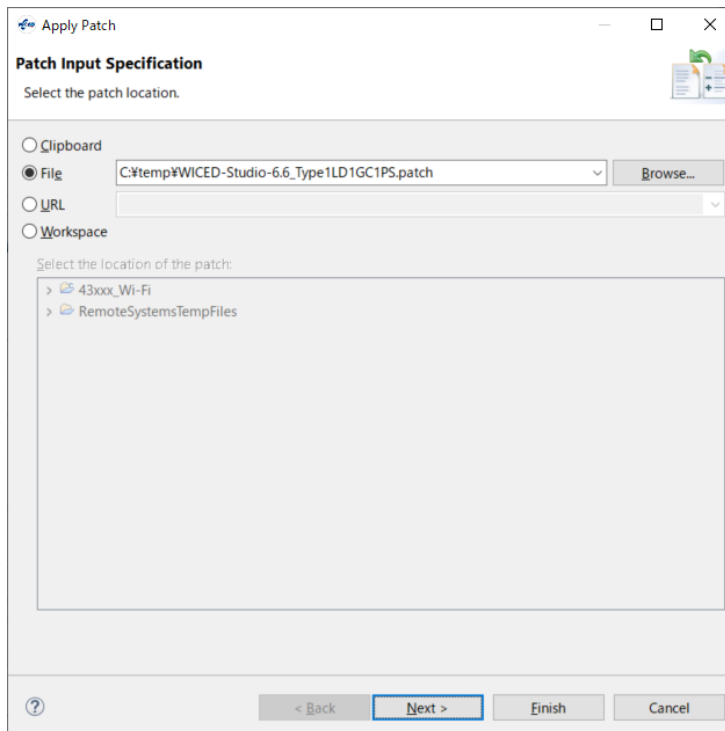 Apply Patch
Patch Input Specification
Select the patch location.
Clipboard
File C:¥temp¥WICED-Studio-6.6_Type1LD1GC1PS.patch Browse...
URL
Workspace
Select the location of the patch:
43xxx_Wi-Fi
RemoteSystemsTempFiles
? < Back Next > Finish Cancel